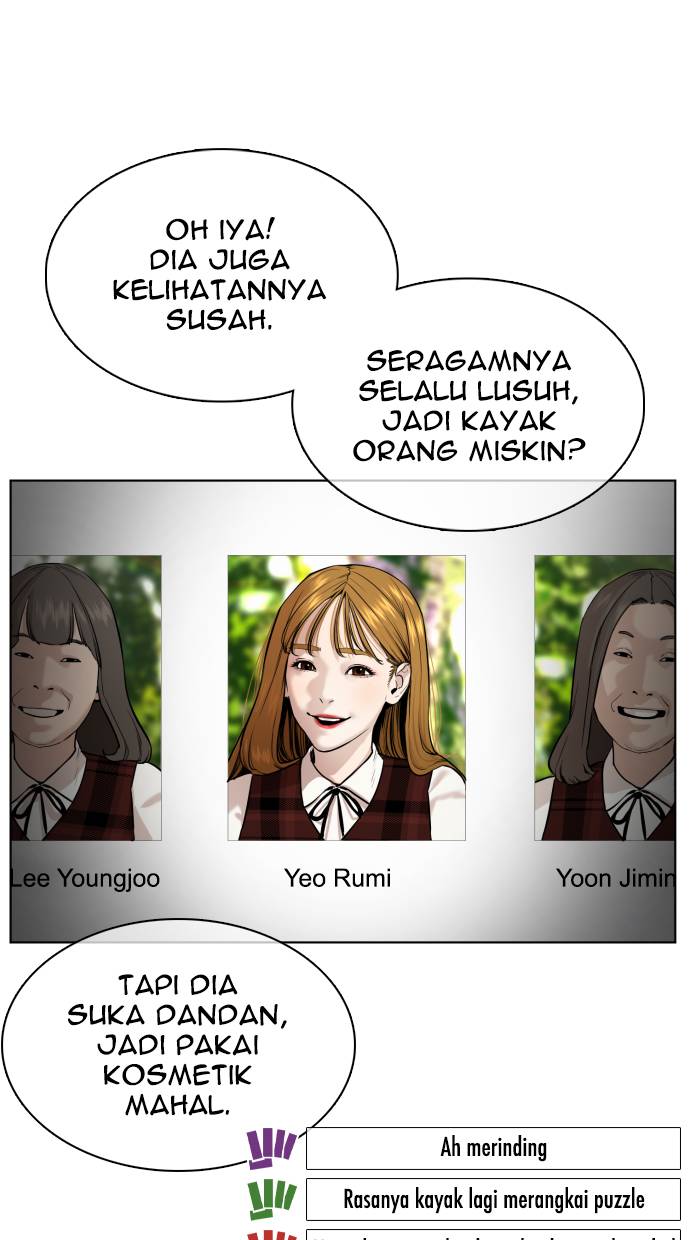 OH IYA!
DIA JUGA
KELIHATANNYA
SUSAH.
SERAGAMNYA
SELALU LUSUH,
JADI KAYAK
ORANG MISKIN?
Lee Youngjoo
Yeo Rumi
Yoon Jimin
TAPI DIA
SUKA DANDAN,
JADI PAKAI
KOSMETIK
MAHAL.
Ah merinding
Rasanya kayak lagi merangkai puzzle